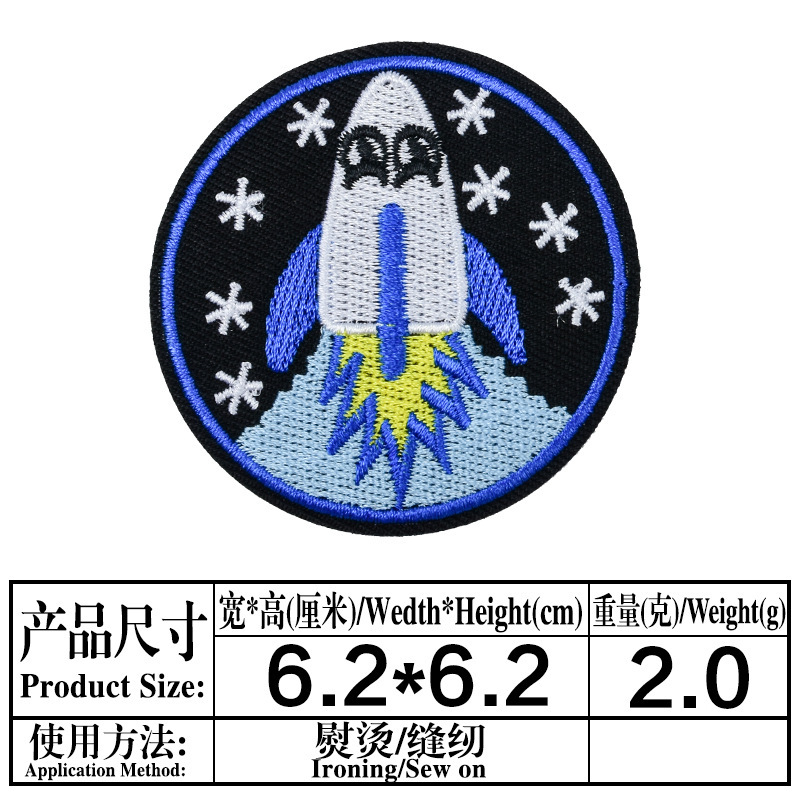 产品尺寸
Product Size:
宽*高(厘米)/Wedth*Height(cm)
重量(克)/Weight(g)
6.2*6.2
2.0
使用方法:
Application Method:
熨烫/缝纫
Ironing/Sew on